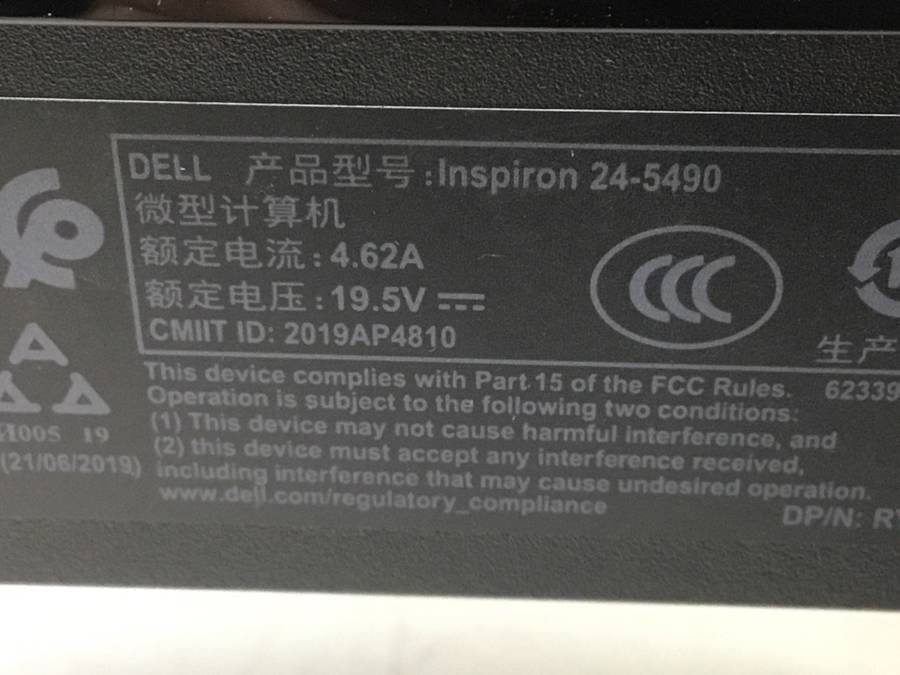 DELL 产品型号:Inspiron 24-5490
微型计算机
额定电流:4.62A
额定电压:19.5V
CMIIT ID: 2019AP4810
CCC
生产
This device complies with Part 15 of the FCC Rules.
Operation is subject to the following two conditions:
(1) This device may not cause harmful interference, and
(2) this device must accept any interference received,
including interference that may cause undesired operation.
www.dell.com/regulatory_compliance
62339
DP/N: RY
005 19
(21/06/2019)